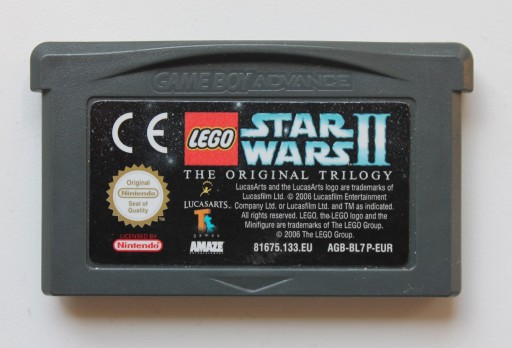 GAME BOY ADVANCE
CE
LEGO
STAR
WARS II
THE ORIGINAL TRILOGY
Original
Nintendo
Seal of
Quality
LICENSED BY
Nintendo
LUCASARTS
GAMES
AMAZE
LucasArts and the LucasArts logo are trademarks of
Lucasfilm Ltd. © 2006 Lucasfilm Entertainment
Company Ltd. or Lucasfilm Ltd. and TM as indicated.
All rights reserved. LEGO, the LEGO logo and the
Minifigure are trademarks of The LEGO Group.
© 2006 The LEGO Group.
81675.133.EU AGB-BL7P-EUR